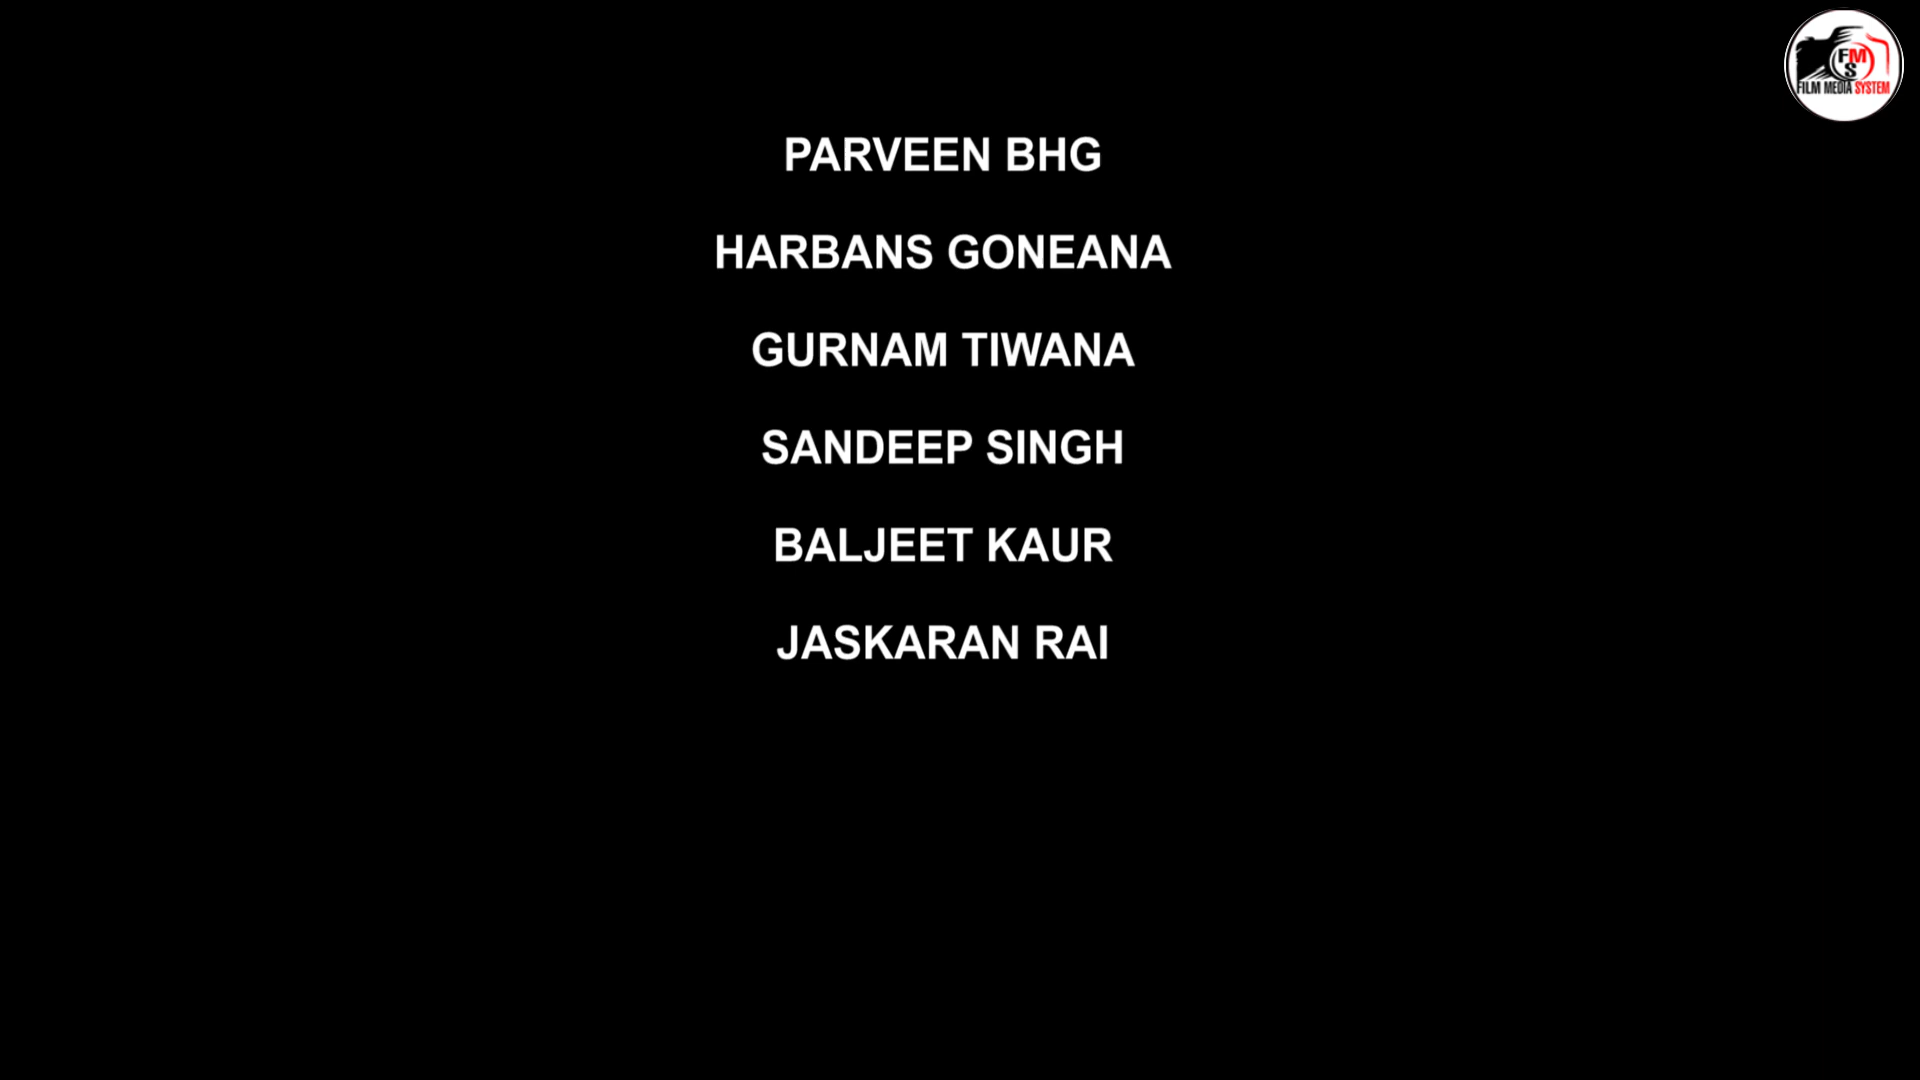 FMS
FILM MEDIA SYSTEM
PARVEEN BHG
HARBANS GONEANA
GURNAM TIWANA
SANDEEP SINGH
BALJEET KAUR
JASKARAN RAI